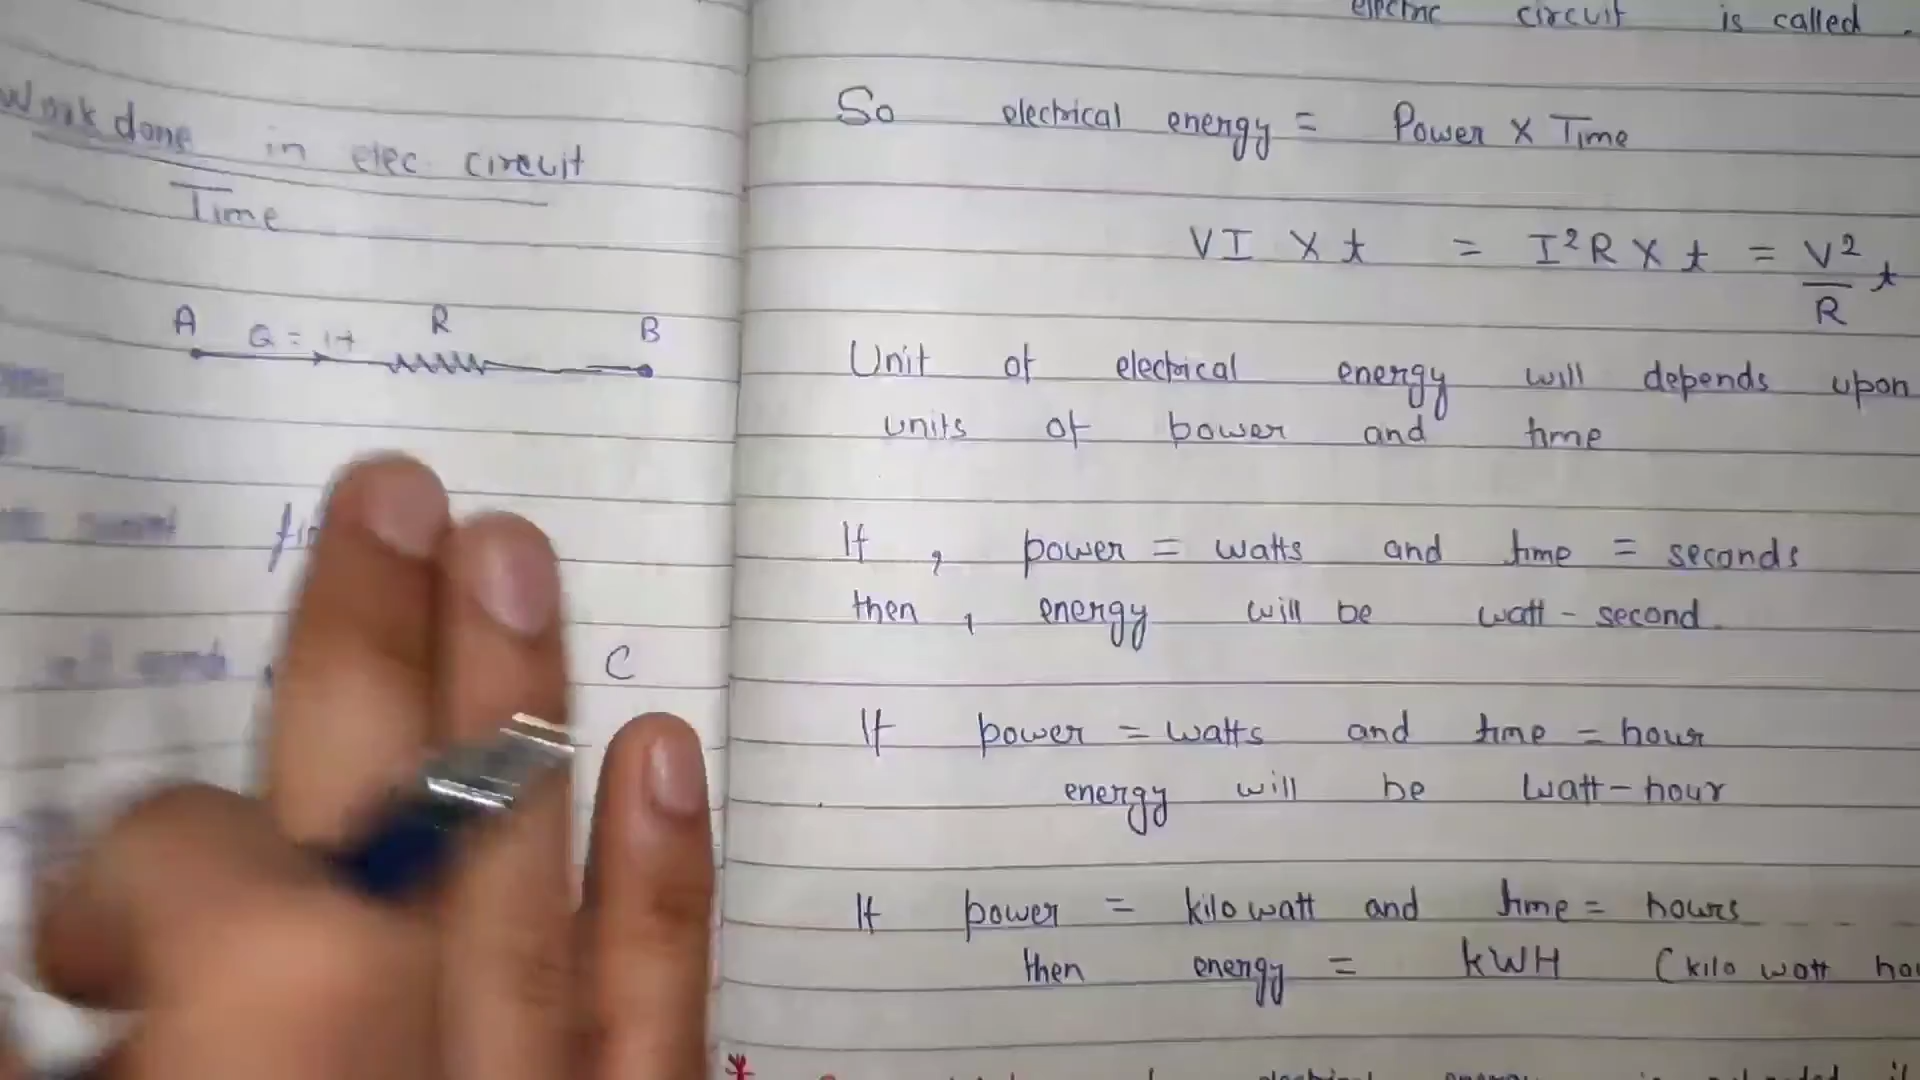 Work done in elec. circuit
Time
A Q = It R B
C
electric circuit is called.
So electrical energy = Power X Time
VI X t = I²R X t = V²/R t
Unit of electrical energy will depends upon
units of power and time
If, power = watts and time = seconds
then, energy will be watt-second.
If power = watts and time = hour
energy will be watt-hour
If power = kilowatt and time = hours
then energy = kWH (kilo watt